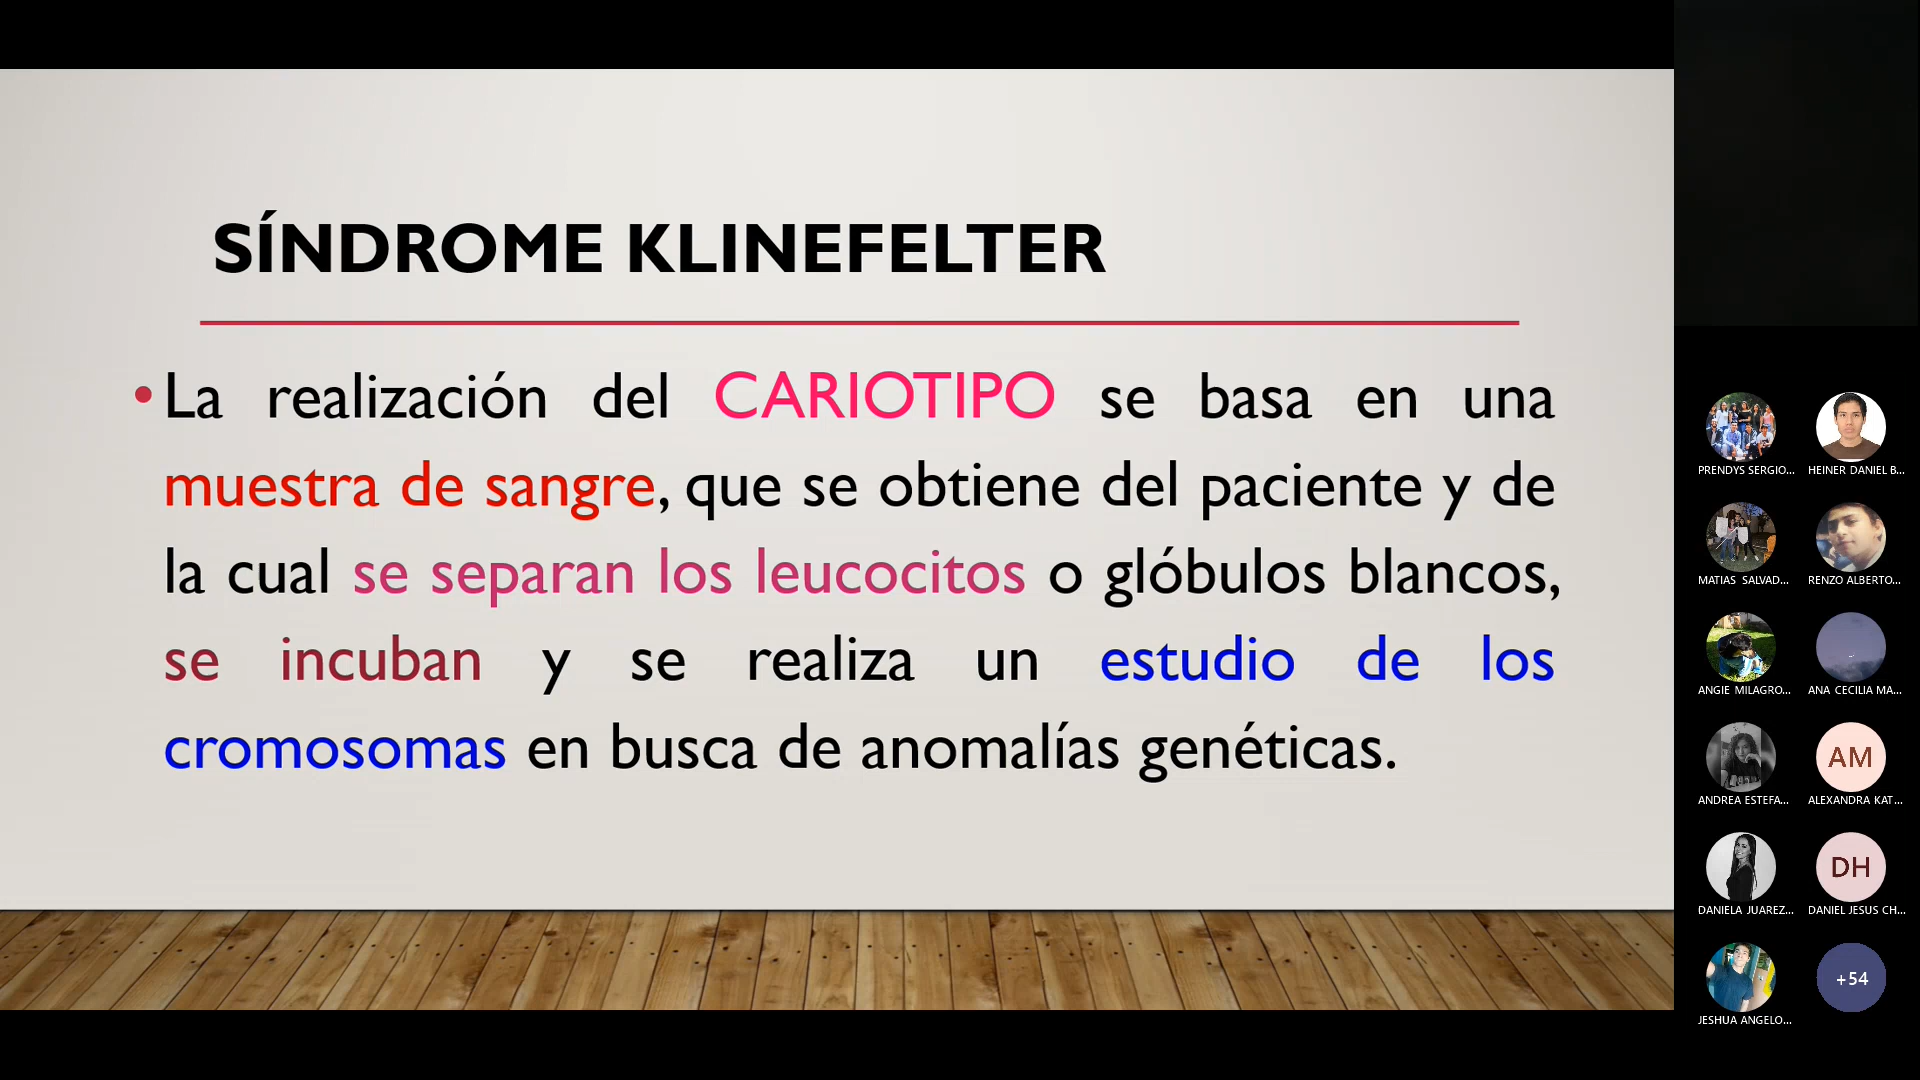 SÍNDROME KLINEFELTER
• La realización del CARIOTIPO se basa en una
muestra de sangre, que se obtiene del paciente y de
la cual se separan los leucocitos o glóbulos blancos,
se incuban y se realiza un estudio de los
cromosomas en busca de anomalías genéticas.
PRENDYS SERGIO... HEINER DANIEL B...
MATIAS SALVAD... RENZO ALBERTO...
ANGIE MILAGRO... ANA CECILIA MA...
AM
ANDREA ESTEFA... ALEXANDRA KAT...
DH
DANIELA JUAREZ... DANIEL JESUS CH...
+54
JESHUA ANGELO...